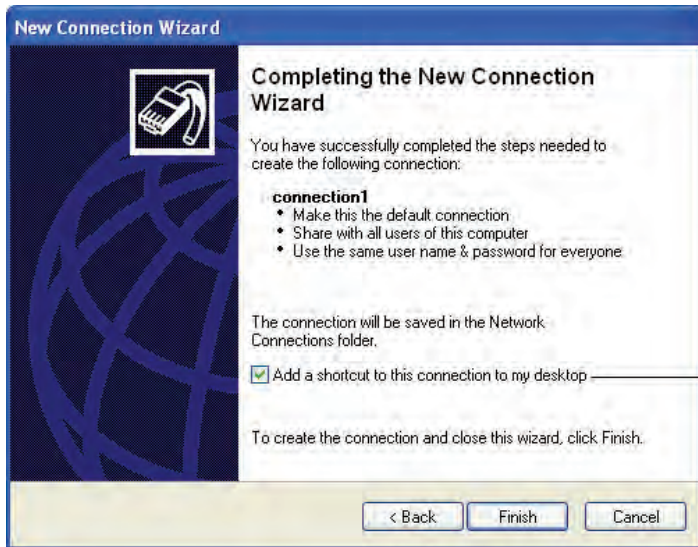 New Connection Wizard
Completing the New Connection
Wizard
You have successfully completed the steps needed to
create the following connection:
connection1
• Make this the default connection
• Share with all users of this computer
• Use the same user name & password for everyone
The connection will be saved in the Network
Connections folder.
Add a shortcut to this connection to my desktop
To create the connection and close this wizard, click Finish.
< Back Finish Cancel